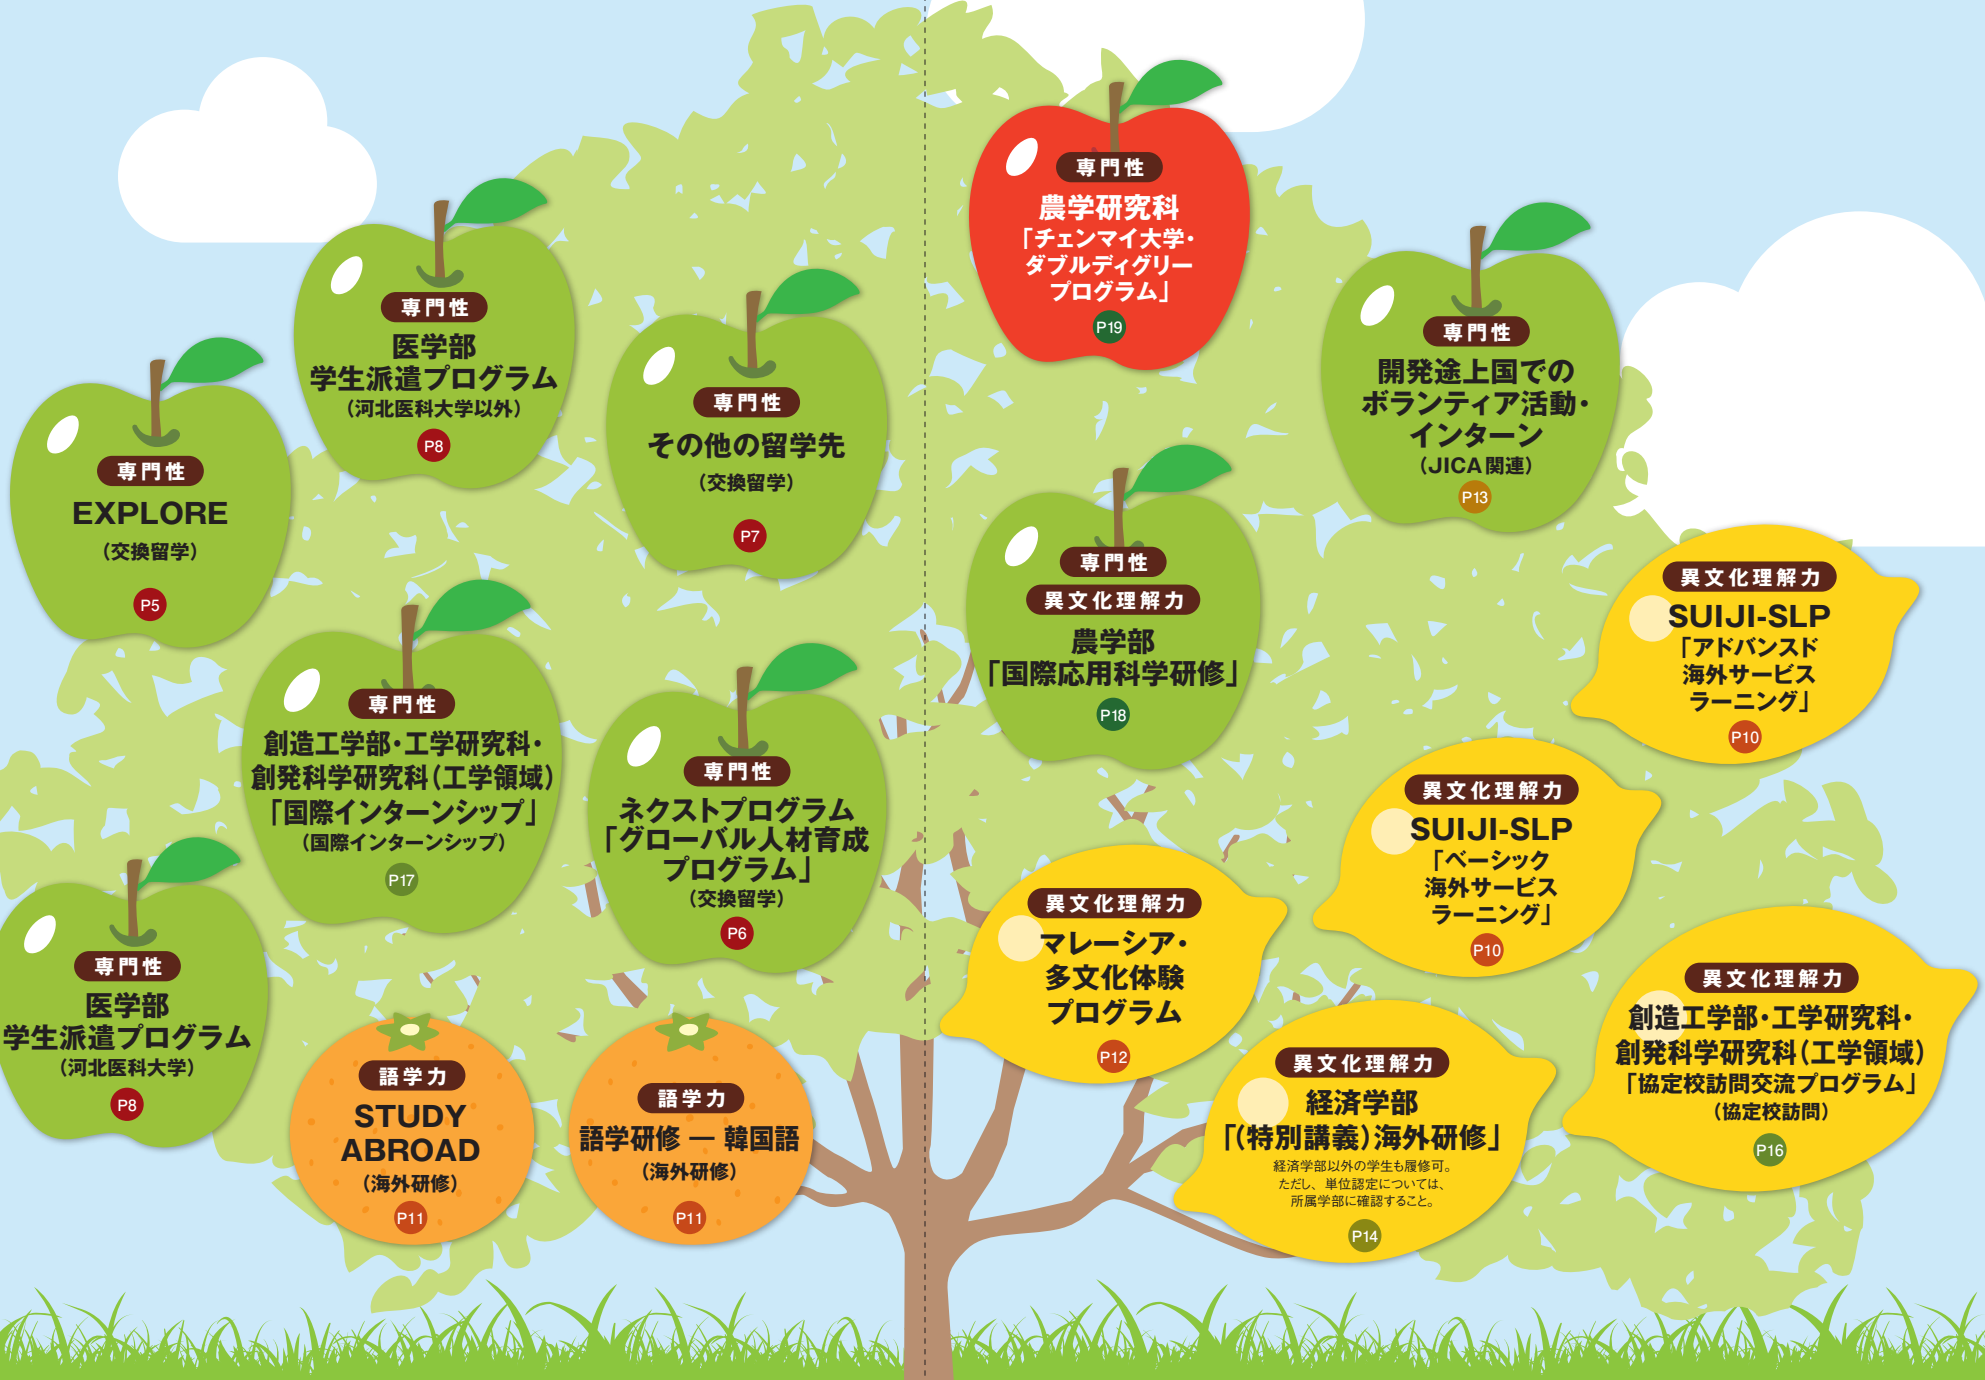 専門性
EXPLORE
(交換留学)
P5
専門性
医学部
学生派遣プログラム
(河北医科大学以外)
P8
専門性
その他の留学先
(交換留学)
P7
専門性
創造工学部・工学研究科・
創発科学研究科(工学領域)
「国際インターンシップ」
(国際インターンシップ)
P17
専門性
ネクストプログラム
「グローバル人材育成
プログラム」
(交換留学)
P6
専門性
医学部
学生派遣プログラム
(河北医科大学)
P8
語学力
STUDY
ABROAD
(海外研修)
P11
語学力
語学研修 — 韓国語
(海外研修)
P11
専門性
農学研究科
「チェンマイ大学・
ダブルディグリー
プログラム」
P19
専門性
開発途上国での
ボランティア活動・
インターン
(JICA関連)
P13
専門性
異文化理解力
農学部
「国際応用科学研修」
P18
異文化理解力
SUIJI-SLP
「アドバンスド
海外サービス
ラーニング」
P10
異文化理解力
SUIJI-SLP
「ベーシック
海外サービス
ラーニング」
P10
異文化理解力
マレーシア・
多文化体験
プログラム
P12
異文化理解力
創造工学部・工学研究科・
創発科学研究科(工学領域)
「協定校訪問交流プログラム」
(協定校訪問)
P16
異文化理解力
経済学部
「(特別講義)海外研修」
経済学部以外の学生も履修可。
ただし、単位認定については、
所属学部に確認すること。
P14